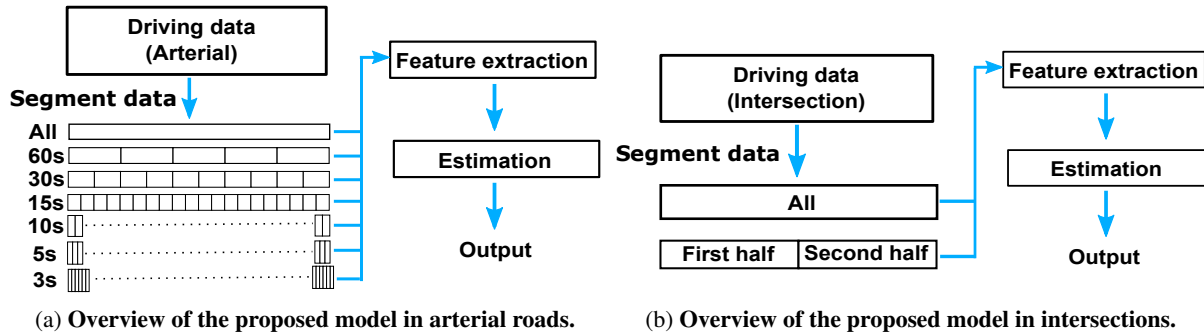 Driving data
(Arterial)
Segment data
All
60s
30s
15s
10s
5s
3s
Feature extraction
Estimation
Output
(a) Overview of the proposed model in arterial roads.
Driving data
(Intersection)
Segment data
All
First half Second half
Feature extraction
Estimation
Output
(b) Overview of the proposed model in intersections.